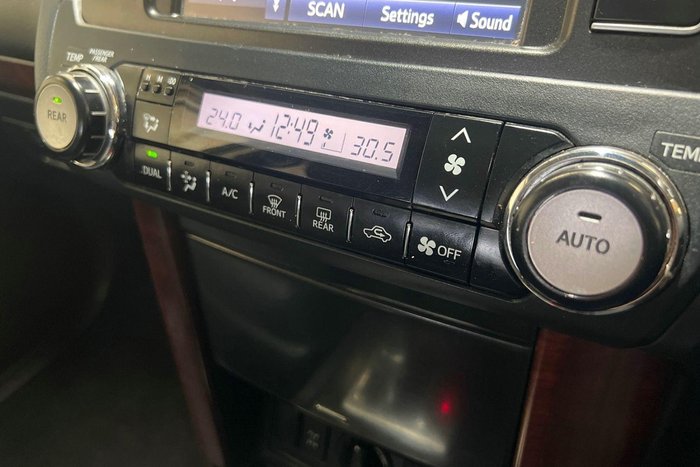 SCAN Settings Sound
TEMP PASSENGER /REAR
H M :00
REAR
24.0 12:49 30.5
TEM
AUTO
DUAL A/C FRONT REAR OFF